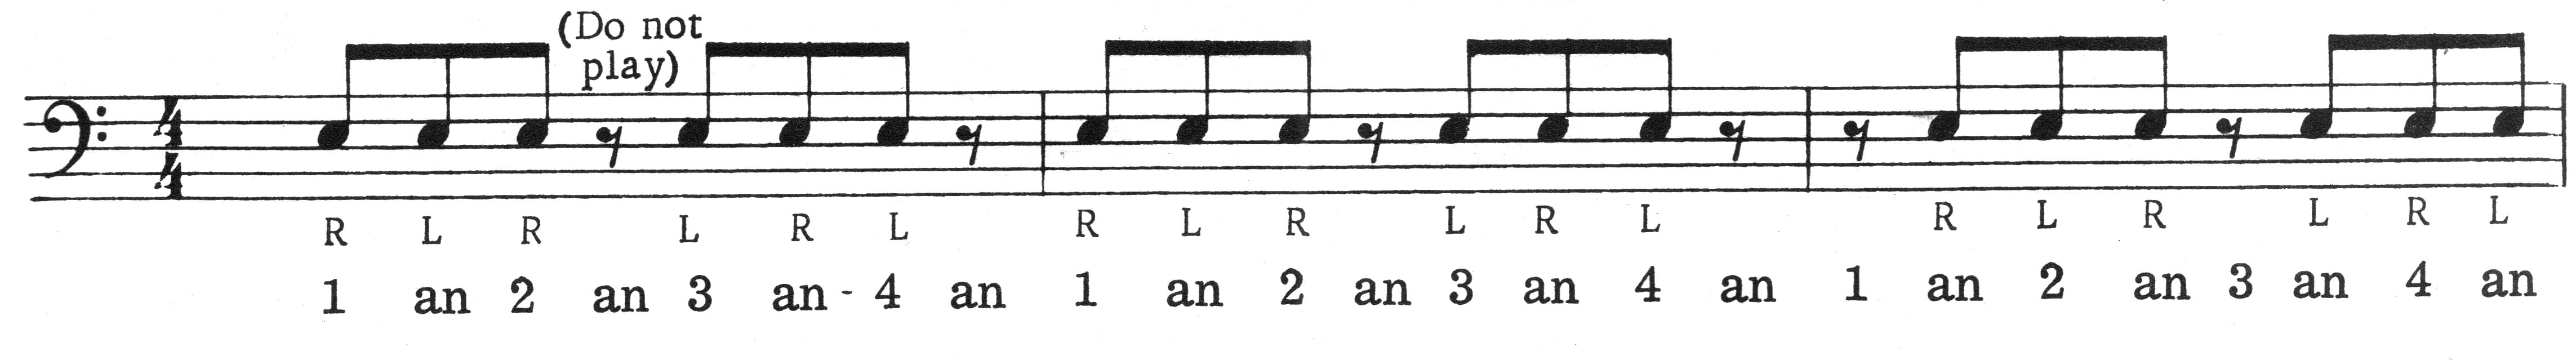 (Do not
play)
4
4
R L R L R L R L R L R L R L R L R L
1 an 2 an 3 an - 4 an 1 an 2 an 3 an 4 an 1 an 2 an 3 an 4 an